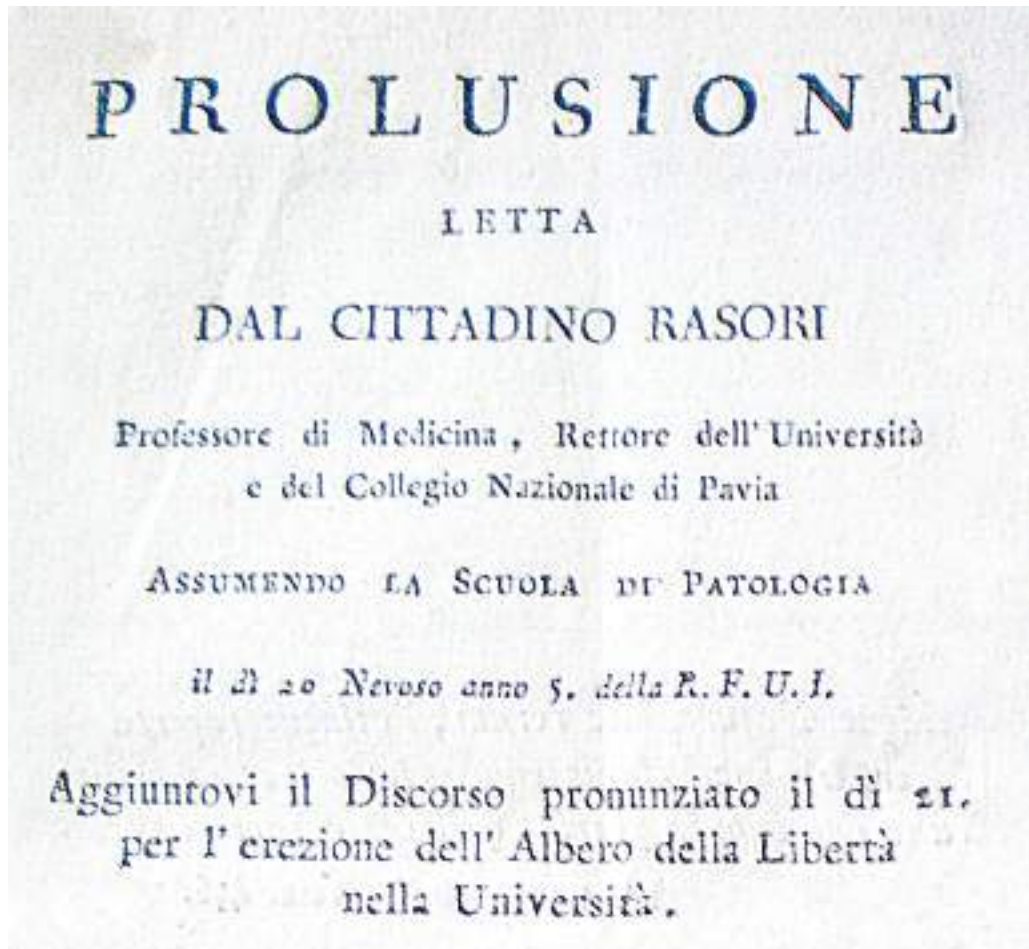 PROLUSIONE
LETTA
DAL CITTADINO RASORI
Professore di Medicina, Rettore dell' Università
e del Collegio Nazionale di Pavia
ASSUMENDO LA SCUOLA DI PATOLOGIA
il dì 20 Nevoso anno 5. della R. F. U. I.
Aggiuntovi il Discorso pronunziato il dì 21.
per l' erezione dell' Albero della Libertà
nella Università.